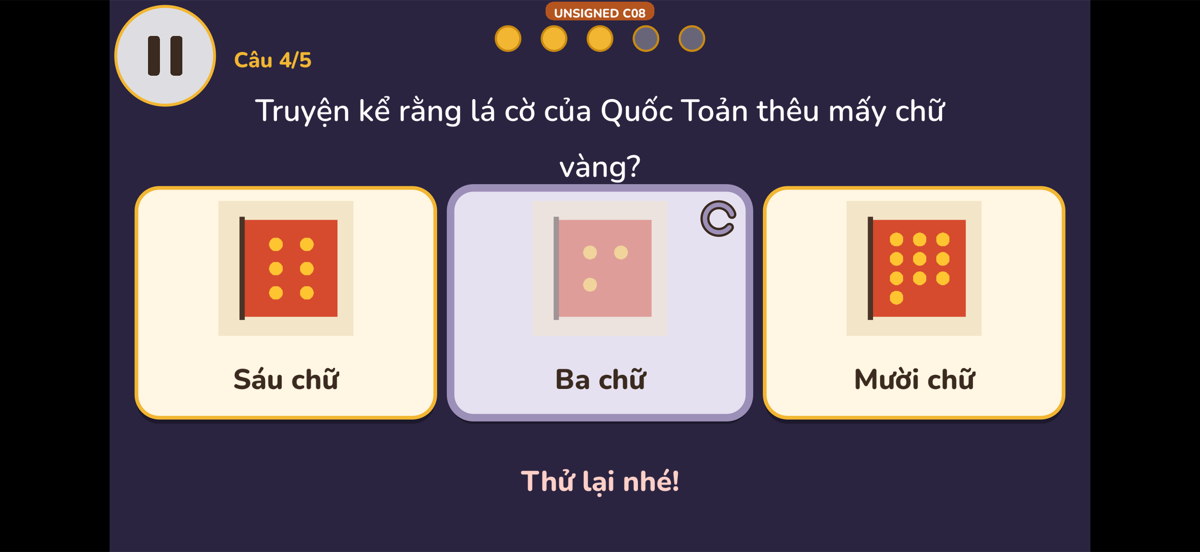 UNSIGNED C08
Câu 4/5
Truyện kể rằng lá cờ của Quốc Toản thêu mấy chữ
vàng?
Sáu chữ
Ba chữ
Mười chữ
Thử lại nhé!